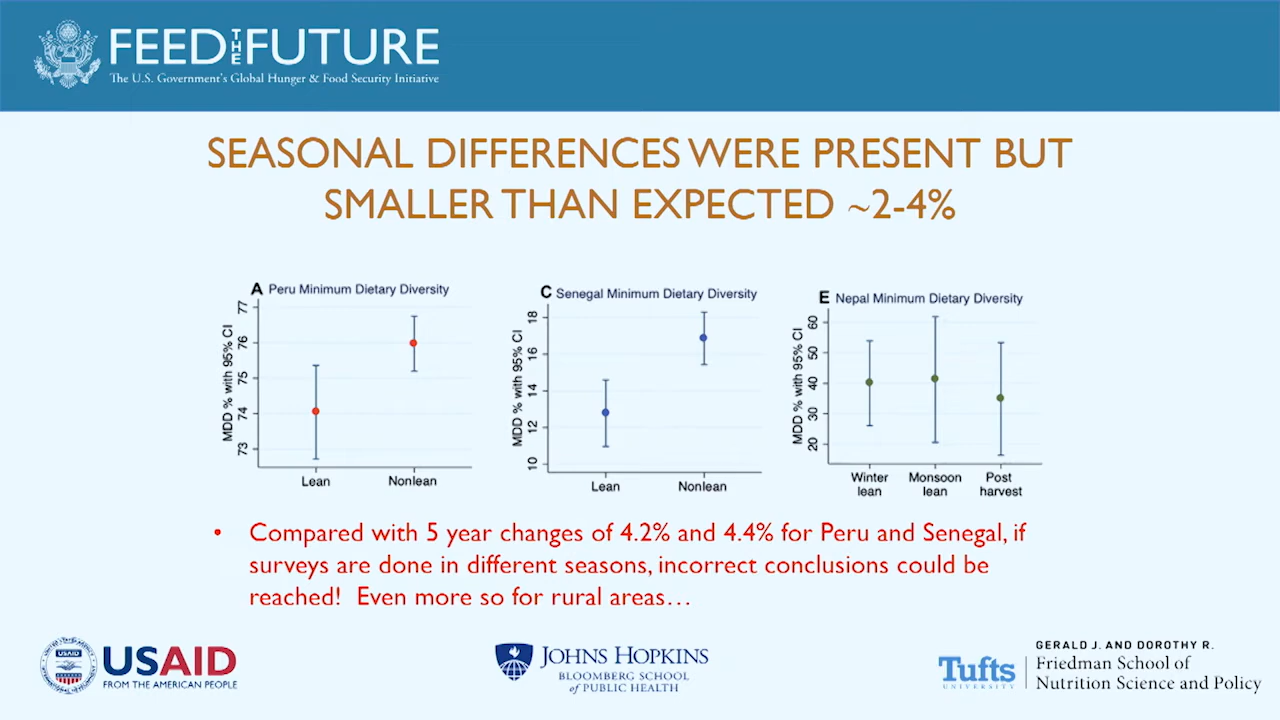 FEED THE FUTURE
The U.S. Government's Global Hunger & Food Security Initiative
SEASONAL DIFFERENCES WERE PRESENT BUT
SMALLER THAN EXPECTED ~2-4%
A Peru Minimum Dietary Diversity
MDD % with 95% CI
77
76
75
74
73
Lean
Nonlean
C Senegal Minimum Dietary Diversity
MDD % with 95% CI
18
16
14
12
10
Lean
Nonlean
E Nepal Minimum Dietary Diversity
MDD % with 95% CI
60
50
40
30
20
Winter
lean
Monsoon
lean
Post
harvest
• Compared with 5 year changes of 4.2% and 4.4% for Peru and Senegal, if
surveys are done in different seasons, incorrect conclusions could be
reached! Even more so for rural areas...
USAID
FROM THE AMERICAN PEOPLE
JOHNS HOPKINS
BLOOMBERG SCHOOL
of PUBLIC HEALTH
Tufts
UNIVERSITY
GERALD J. AND DOROTHY R.
Friedman School of
Nutrition Science and Policy